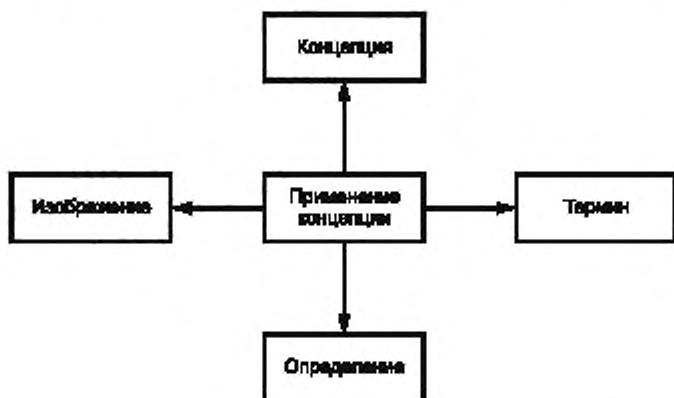 Концепция
Изображение
Применение
концепции
Термин
Определение